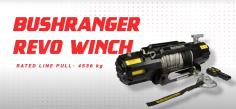 BUSHRANGER
REVO WINCH
RATED LINE PULL- 4536 kg